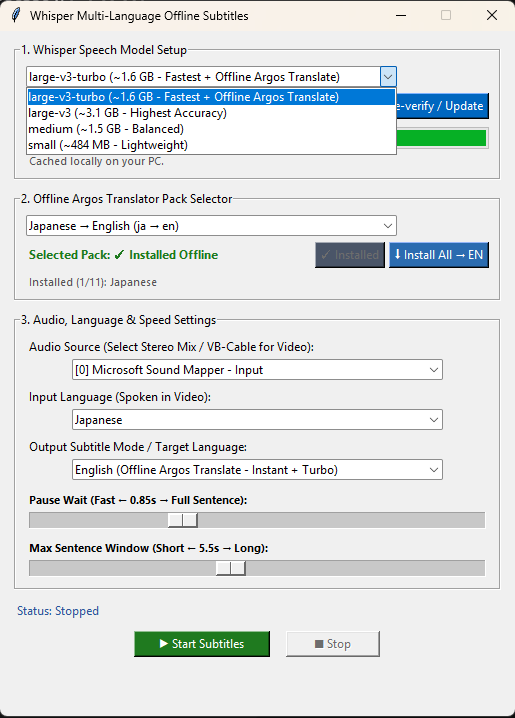 Whisper Multi-Language Offline Subtitles
1. Whisper Speech Model Setup
large-v3-turbo (~1.6 GB - Fastest + Offline Argos Translate)
large-v3-turbo (~1.6 GB - Fastest + Offline Argos Translate)
large-v3 (~3.1 GB - Highest Accuracy)
medium (~1.5 GB - Balanced)
small (~484 MB - Lightweight)
e-verify / Update
Cached locally on your PC.
2. Offline Argos Translator Pack Selector
Japanese → English (ja → en)
Selected Pack: ✓ Installed Offline
✓ Installed
⬇ Install All → EN
Installed (1/11): Japanese
3. Audio, Language & Speed Settings
Audio Source (Select Stereo Mix / VB-Cable for Video):
[0] Microsoft Sound Mapper - Input
Input Language (Spoken in Video):
Japanese
Output Subtitle Mode / Target Language:
English (Offline Argos Translate - Instant + Turbo)
Pause Wait (Fast ← 0.85s → Full Sentence):
Max Sentence Window (Short ← 5.5s → Long):
Status: Stopped
▶ Start Subtitles
■ Stop